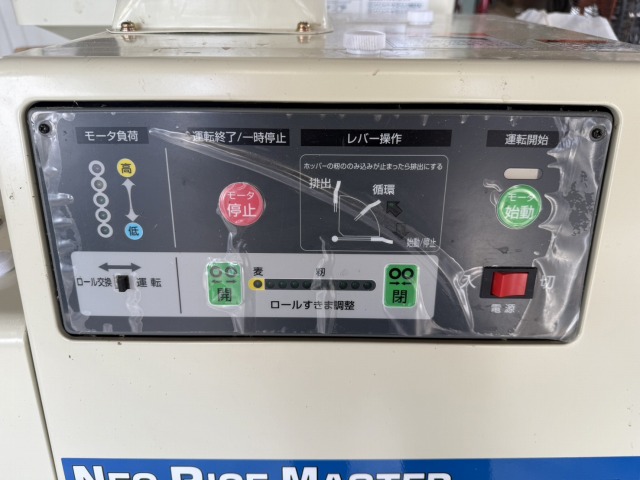 モータ負荷
運転終了/一時停止
レバー操作
運転開始
高
低
モータ
停止
ホッパーの籾ののみ込みが止まったら排出にする
排出
循環
始動/停止
モータ
始動
ロール交換
運転
開
麦
籾
ロールすきま調整
閉
入
切
電源
NEO RICE MASTER